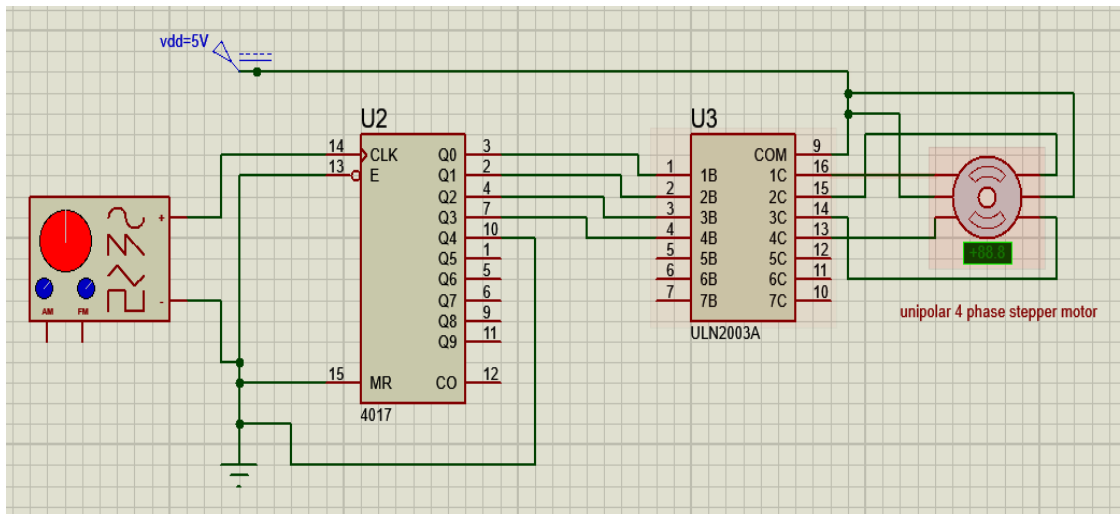 vdd=5V
U2
14 CLK Q0 3
13 E Q1 2
Q2 4
Q3 7
Q4 10
Q5 1
Q6 5
Q7 6
Q8 9
Q9 11
15 MR CO 12
4017
+
-
AM FM
U3
COM 9
1 1B 1C 16
2 2B 2C 15
3 3B 3C 14
4 4B 4C 13
5 5B 5C 12
6 6B 6C 11
7 7B 7C 10
ULN2003A
+88.8
unipolar 4 phase stepper motor